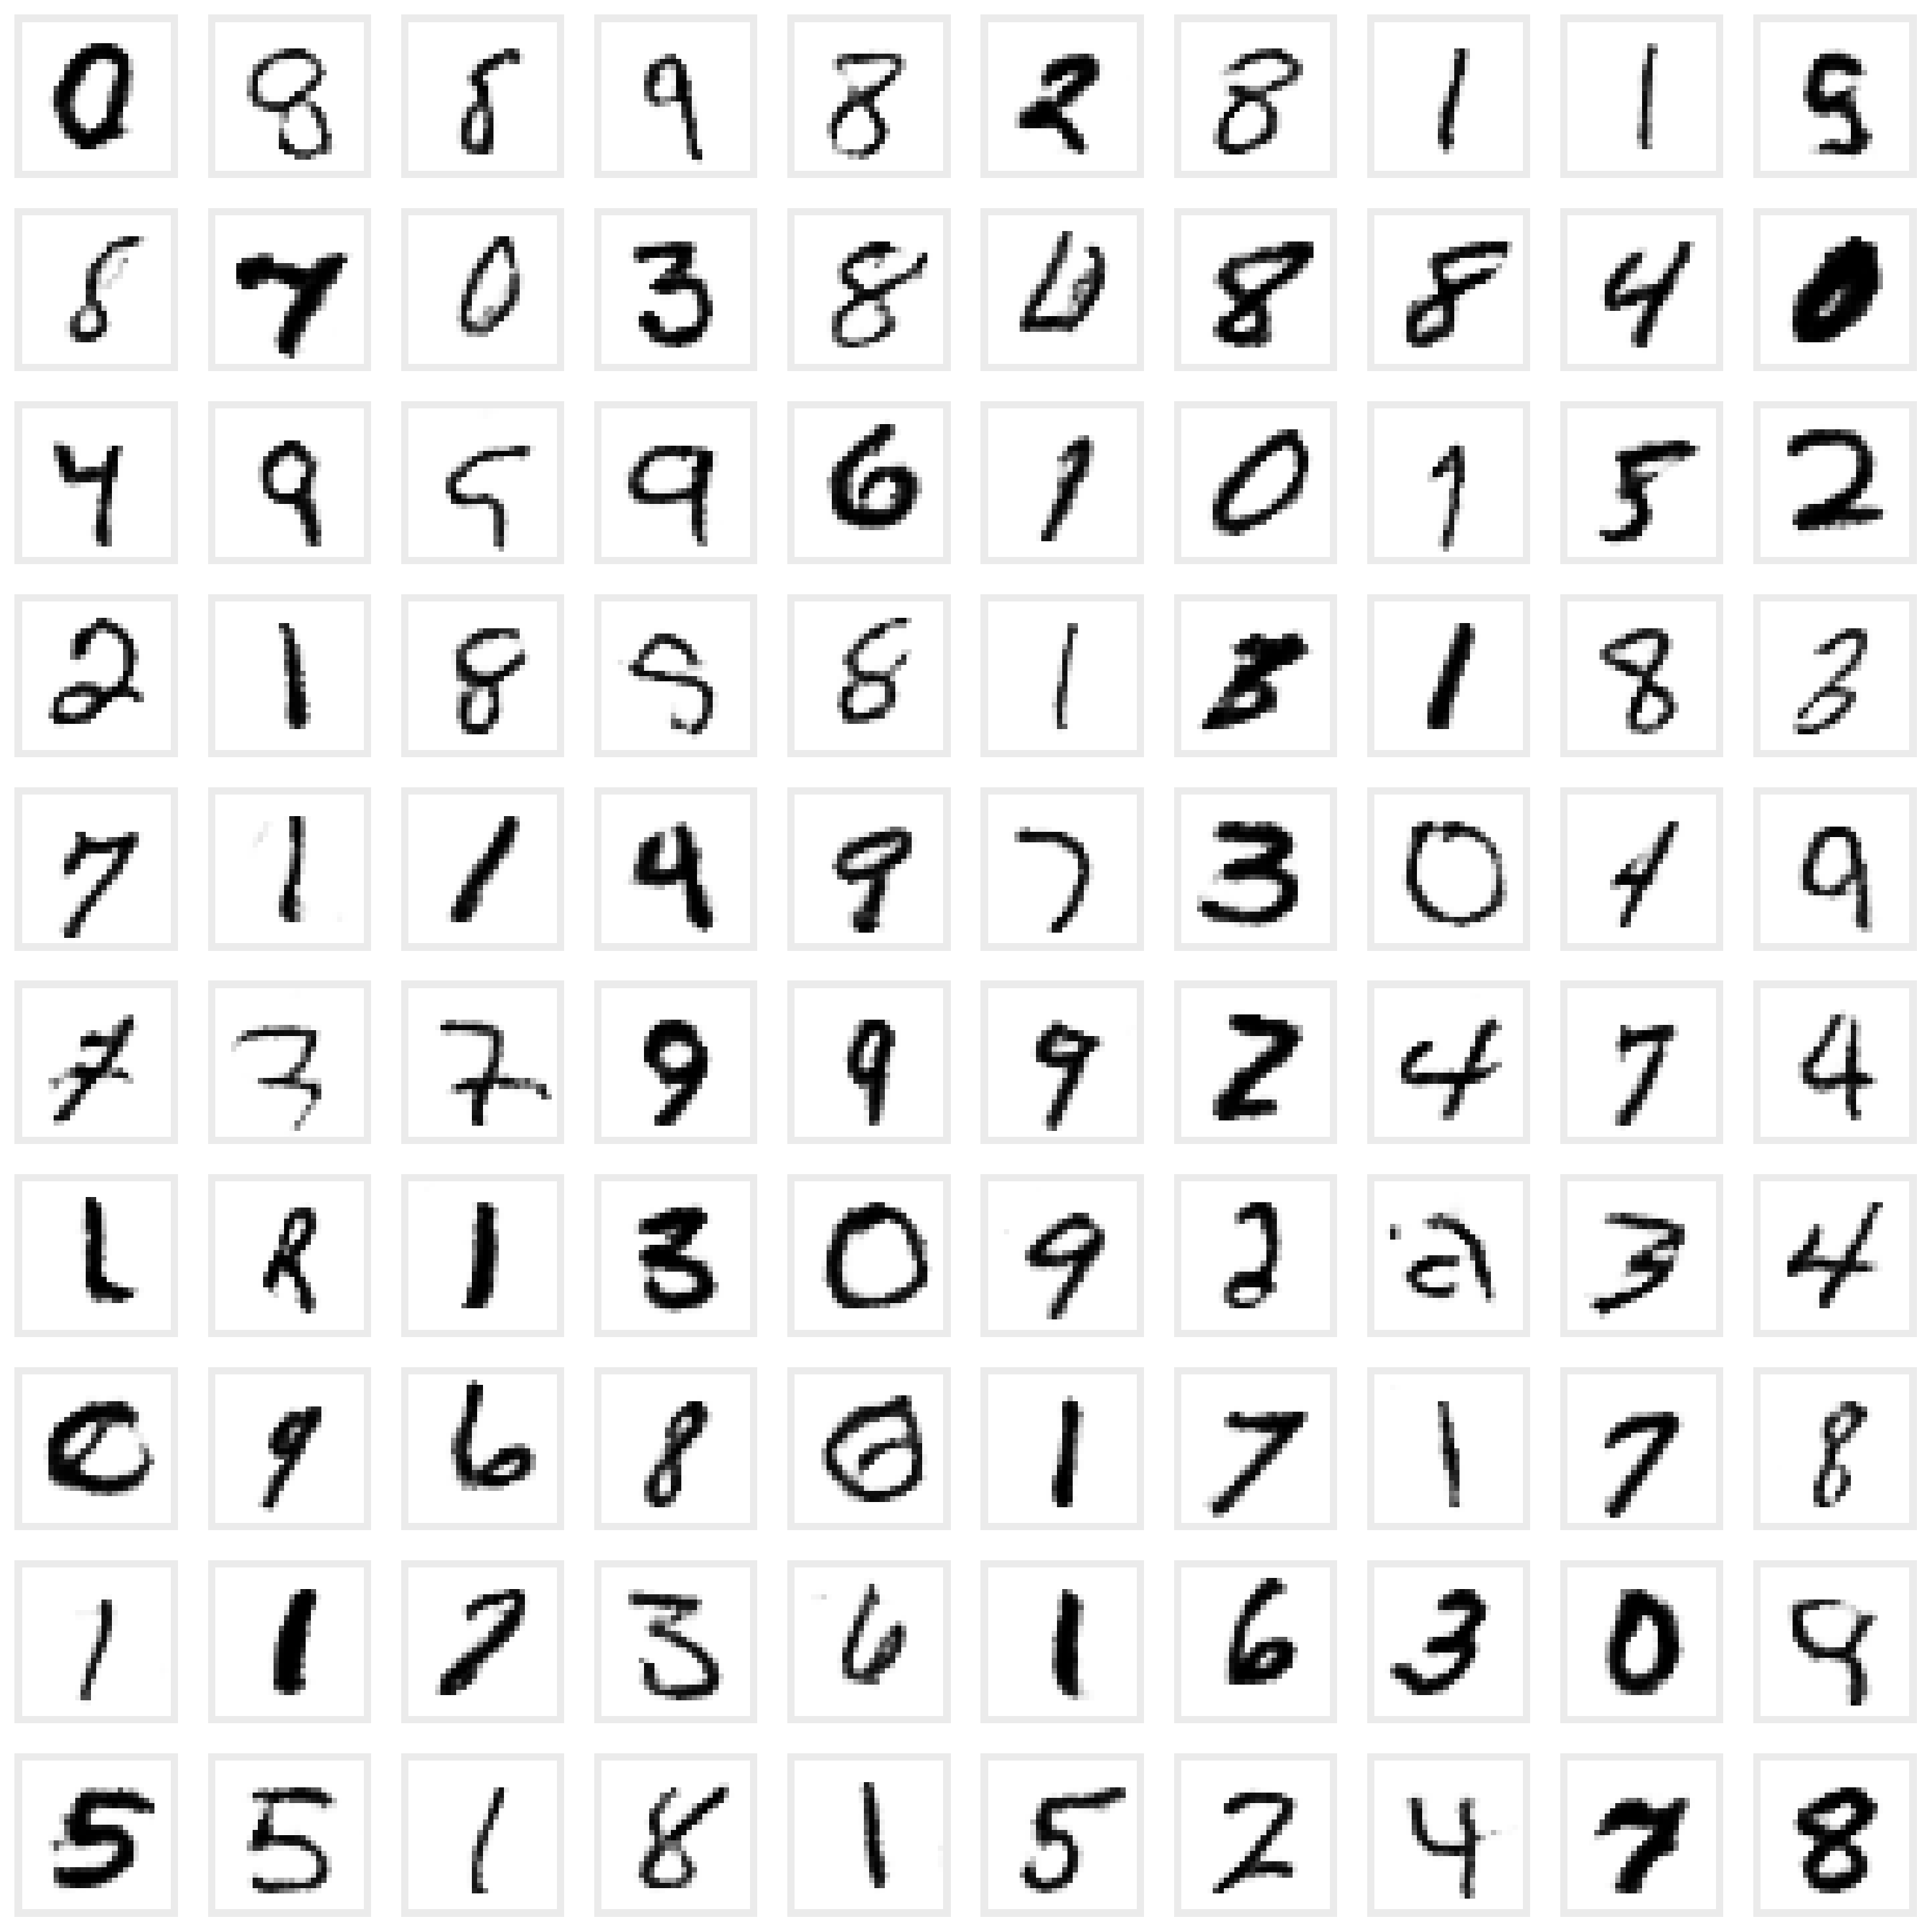 0 8 8 9 8 2 8 1 1 5
8 7 0 3 8 0 8 8 4 0
4 9 5 9 6 1 0 1 5 2
2 1 8 5 8 1 3 1 8 3
7 1 1 4 9 7 3 0 4 9
7 7 7 9 9 9 2 4 7 4
1 8 1 3 0 9 2 2 3 4
0 9 6 8 0 1 7 1 7 8
1 1 7 3 6 1 6 3 0 9
5 5 1 8 1 5 2 4 7 8